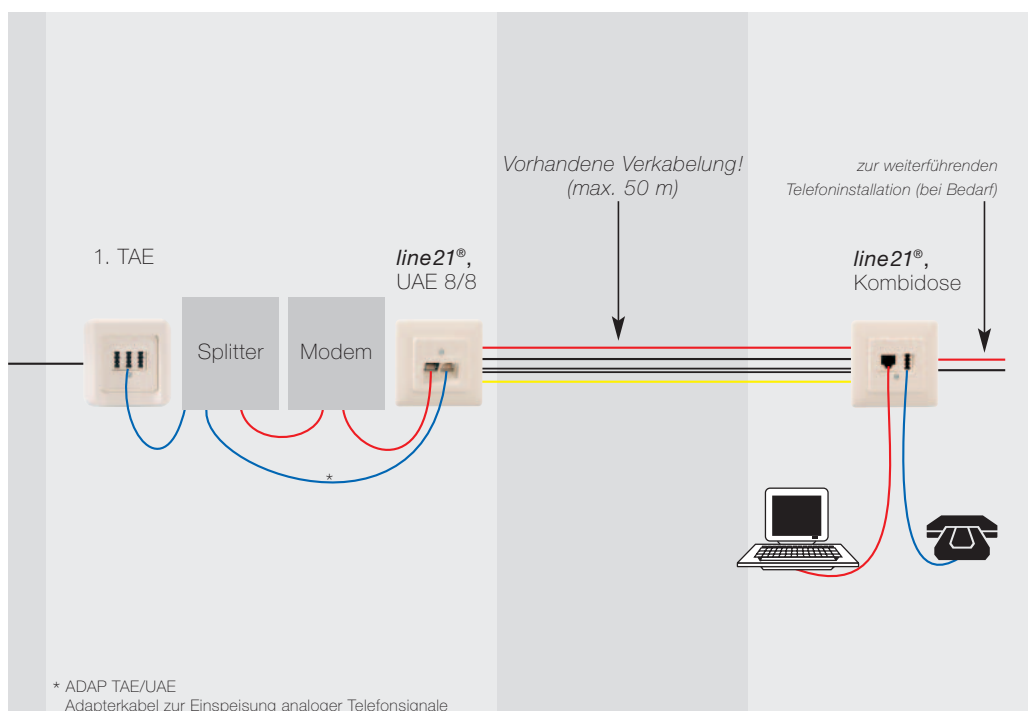 Vorhandene Verkabelung!
(max. 50 m)
zur weiterführenden
Telefoninstallation (bei Bedarf)
1. TAE
line21®,
UAE 8/8
line21®,
Kombidose
Splitter
Modem
*
* ADAP TAE/UAE
Adapterkabel zur Einspeisung analoger Telefonsignale